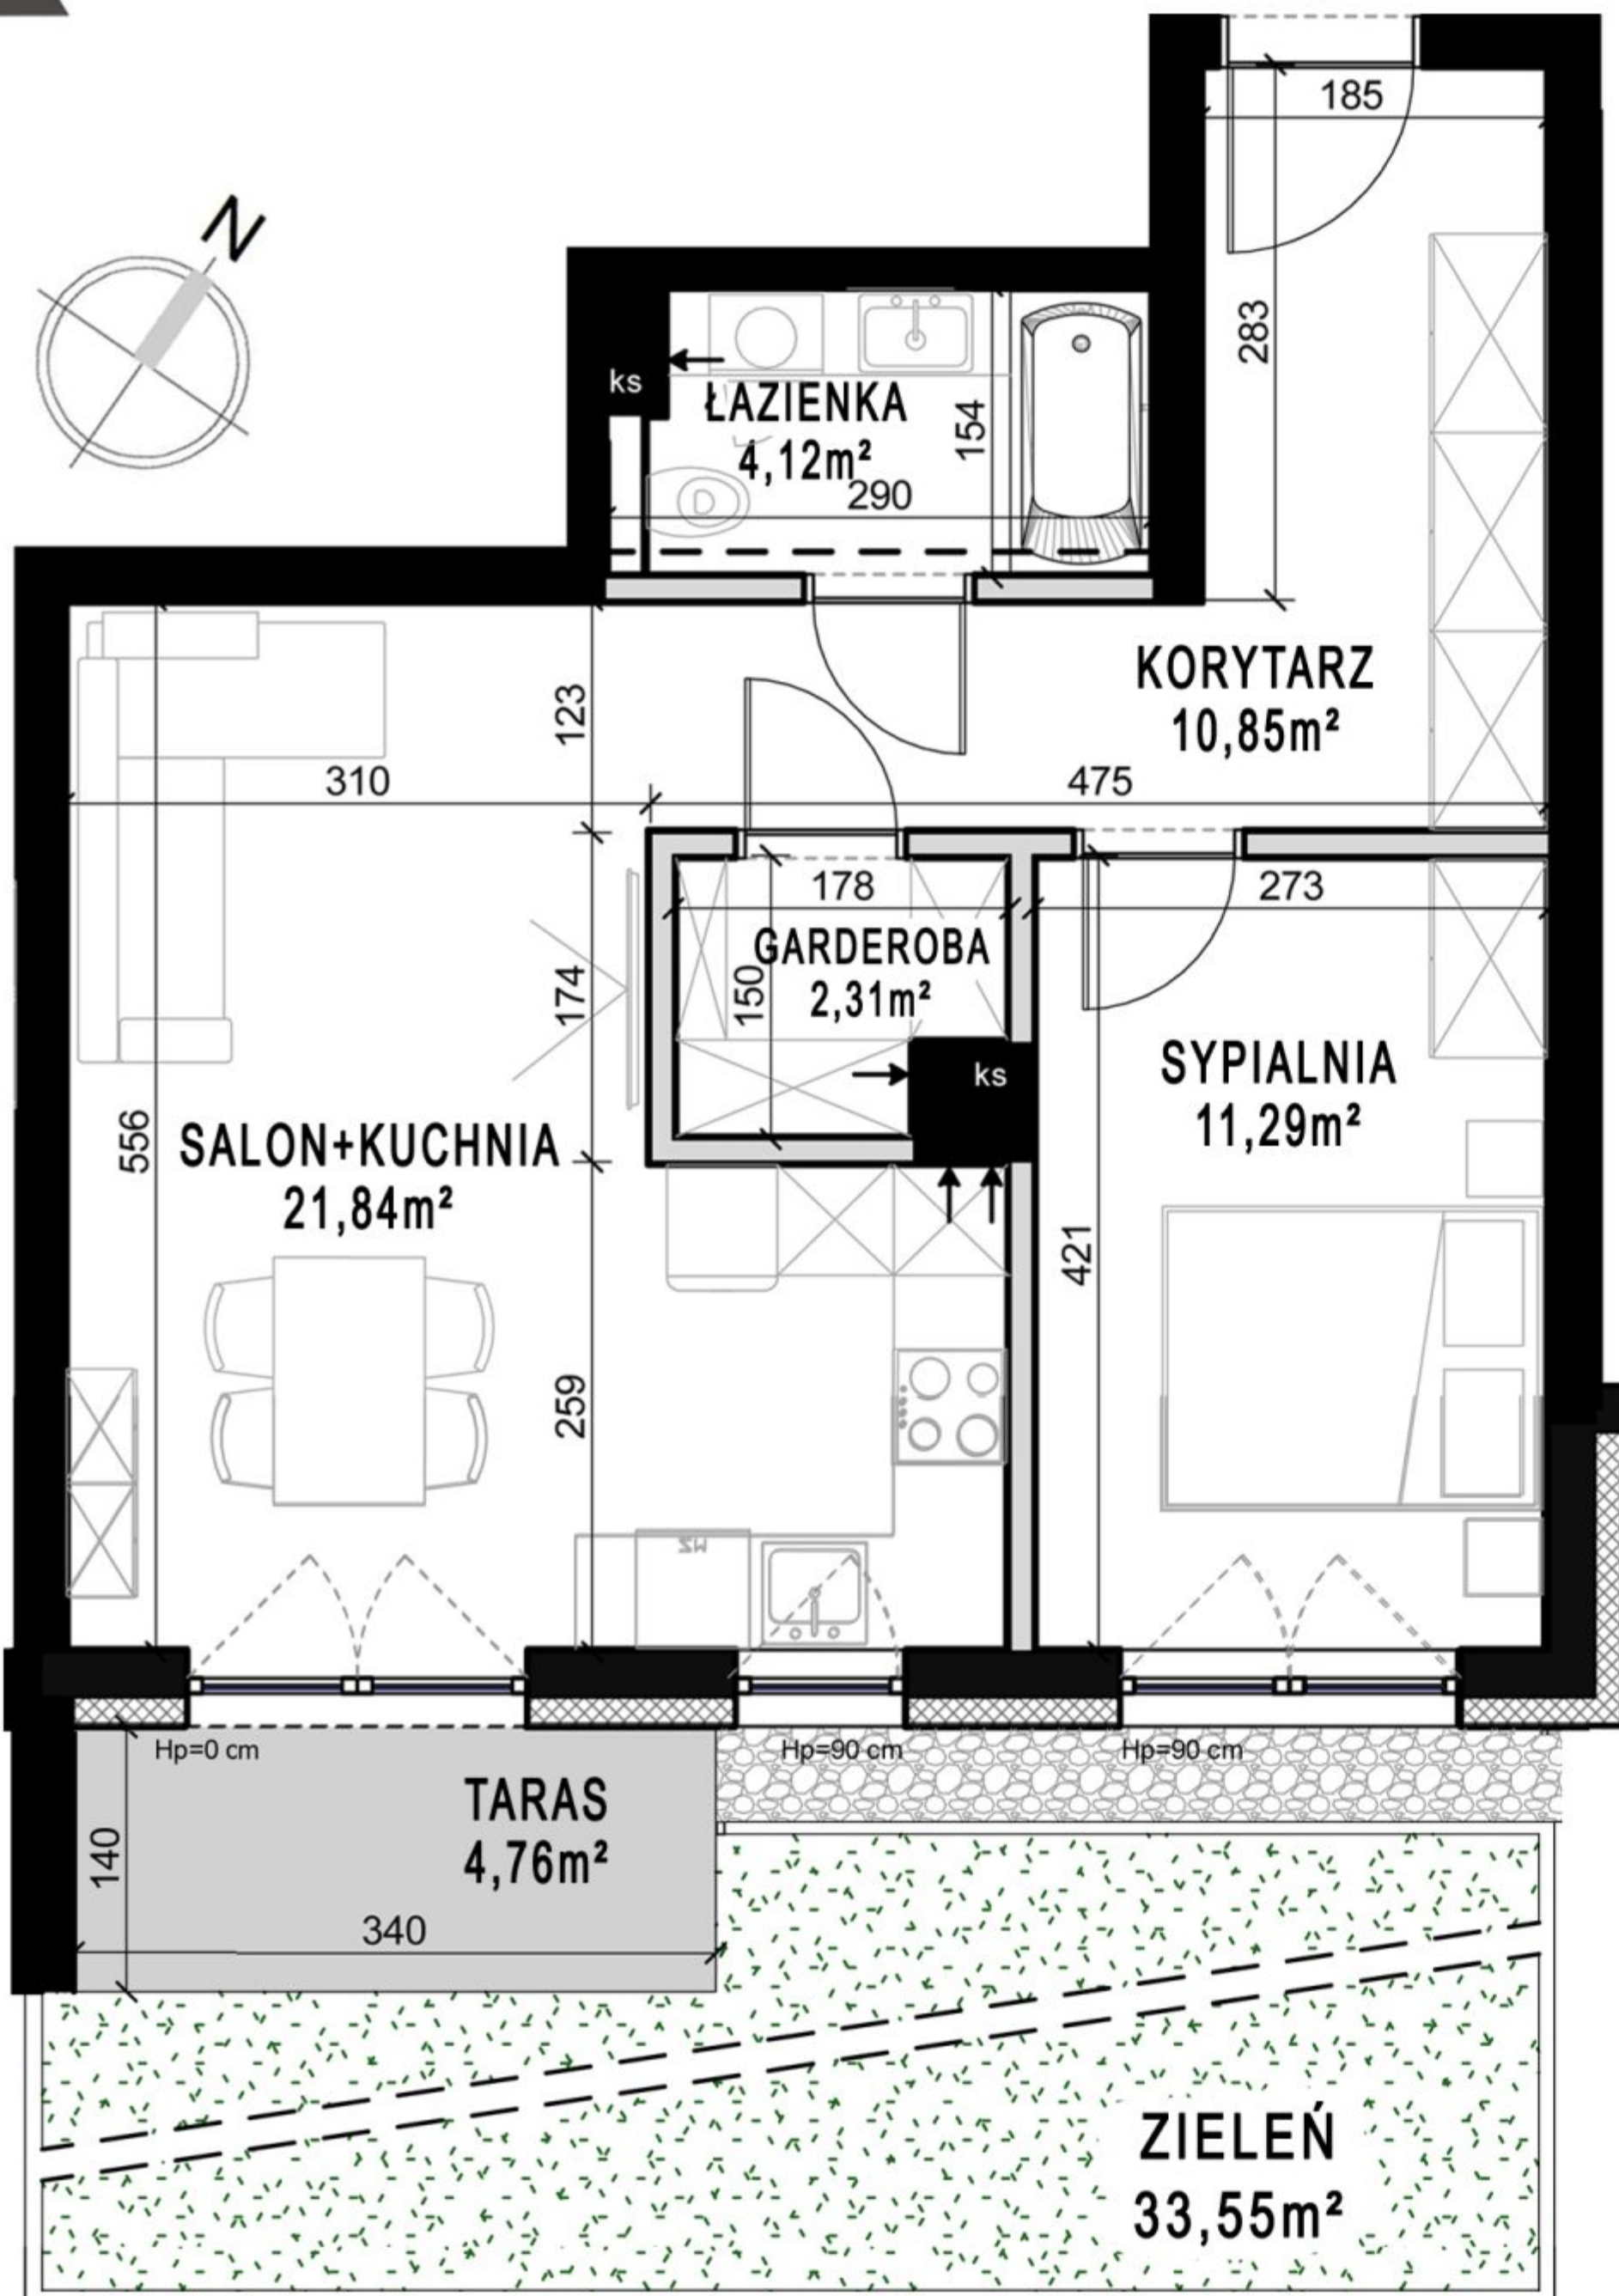 185
N
283
ks
ŁAZIENKA
4,12m²
154
290
KORYTARZ
10,85m²
123
310
475
178
273
GARDEROBA
2,31m²
150
174
ks
SYPIALNIA
11,29m²
556
SALON+KUCHNIA
21,84m²
421
259
WZ
Hp=0 cm
Hp=90 cm
Hp=90 cm
TARAS
4,76m²
140
340
ZIELEŃ
33,55m²